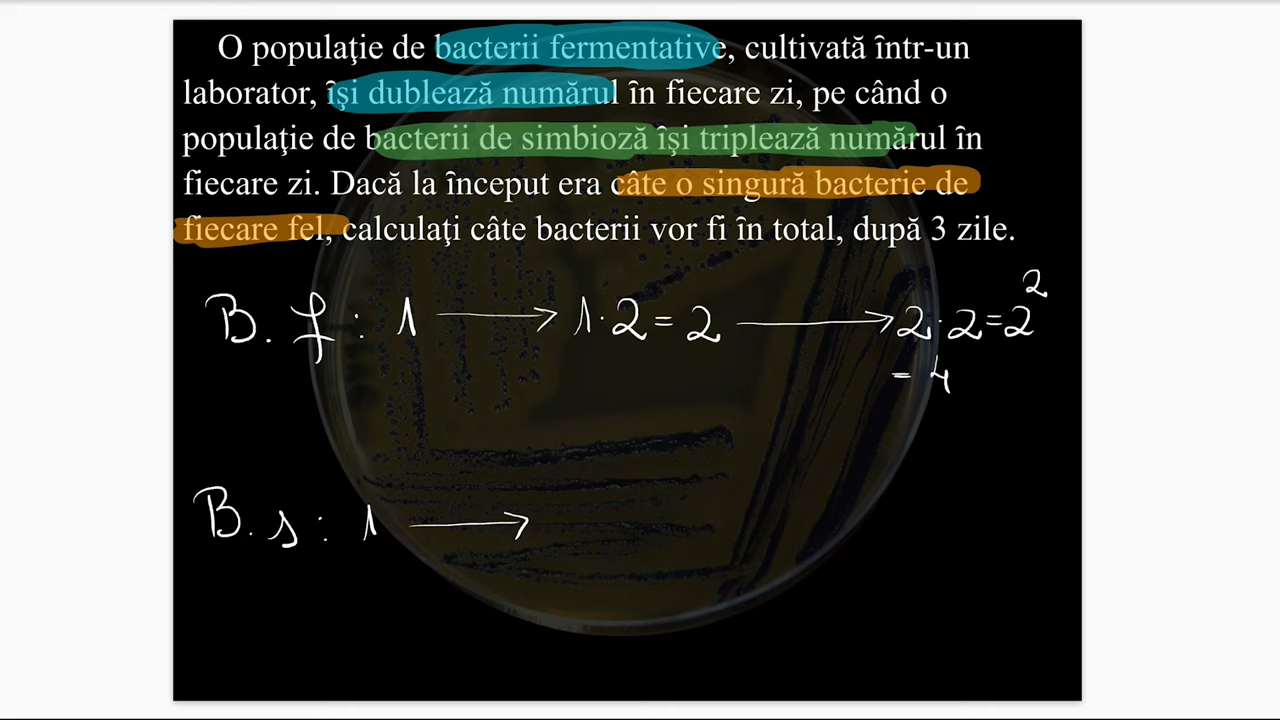 O populaţie de bacterii fermentative, cultivată într-un
laborator, îşi dublează numărul în fiecare zi, pe când o
populaţie de bacterii de simbioză îşi triplează numărul în
fiecare zi. Dacă la început era câte o singură bacterie de
fiecare fel, calculaţi câte bacterii vor fi în total, după 3 zile.
B. f : 1 → 1 · 2 = 2 → 2 · 2 = 2²
= 4
B. s : 1 →